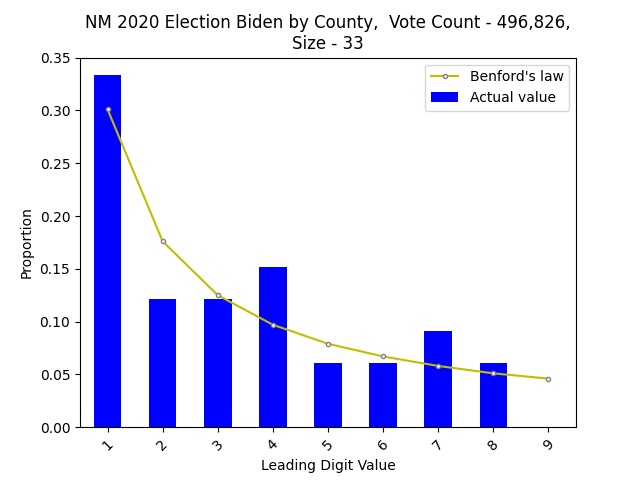 NM 2020 Election Biden by County,  Vote Count - 496,826,
Size - 33
Benford's law
Actual value
Proportion
0.35
0.30
0.25
0.20
0.15
0.10
0.05
0.00
1 2 3 4 5 6 7 8 9
Leading Digit Value